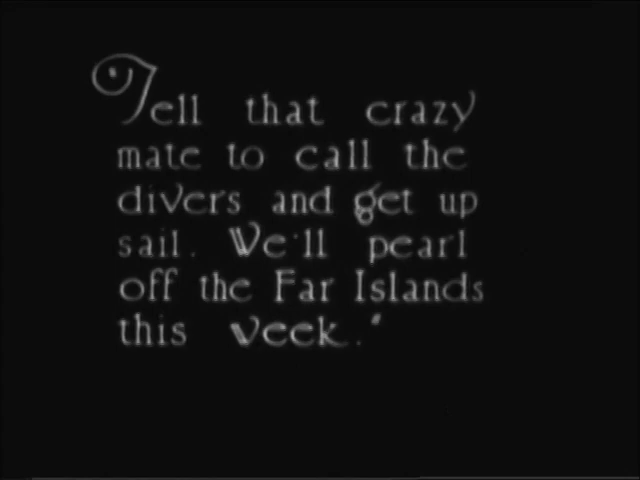 Tell that crazy
mate to call the
divers and get up
sail. We'll pearl
off the Far Islands
this week."